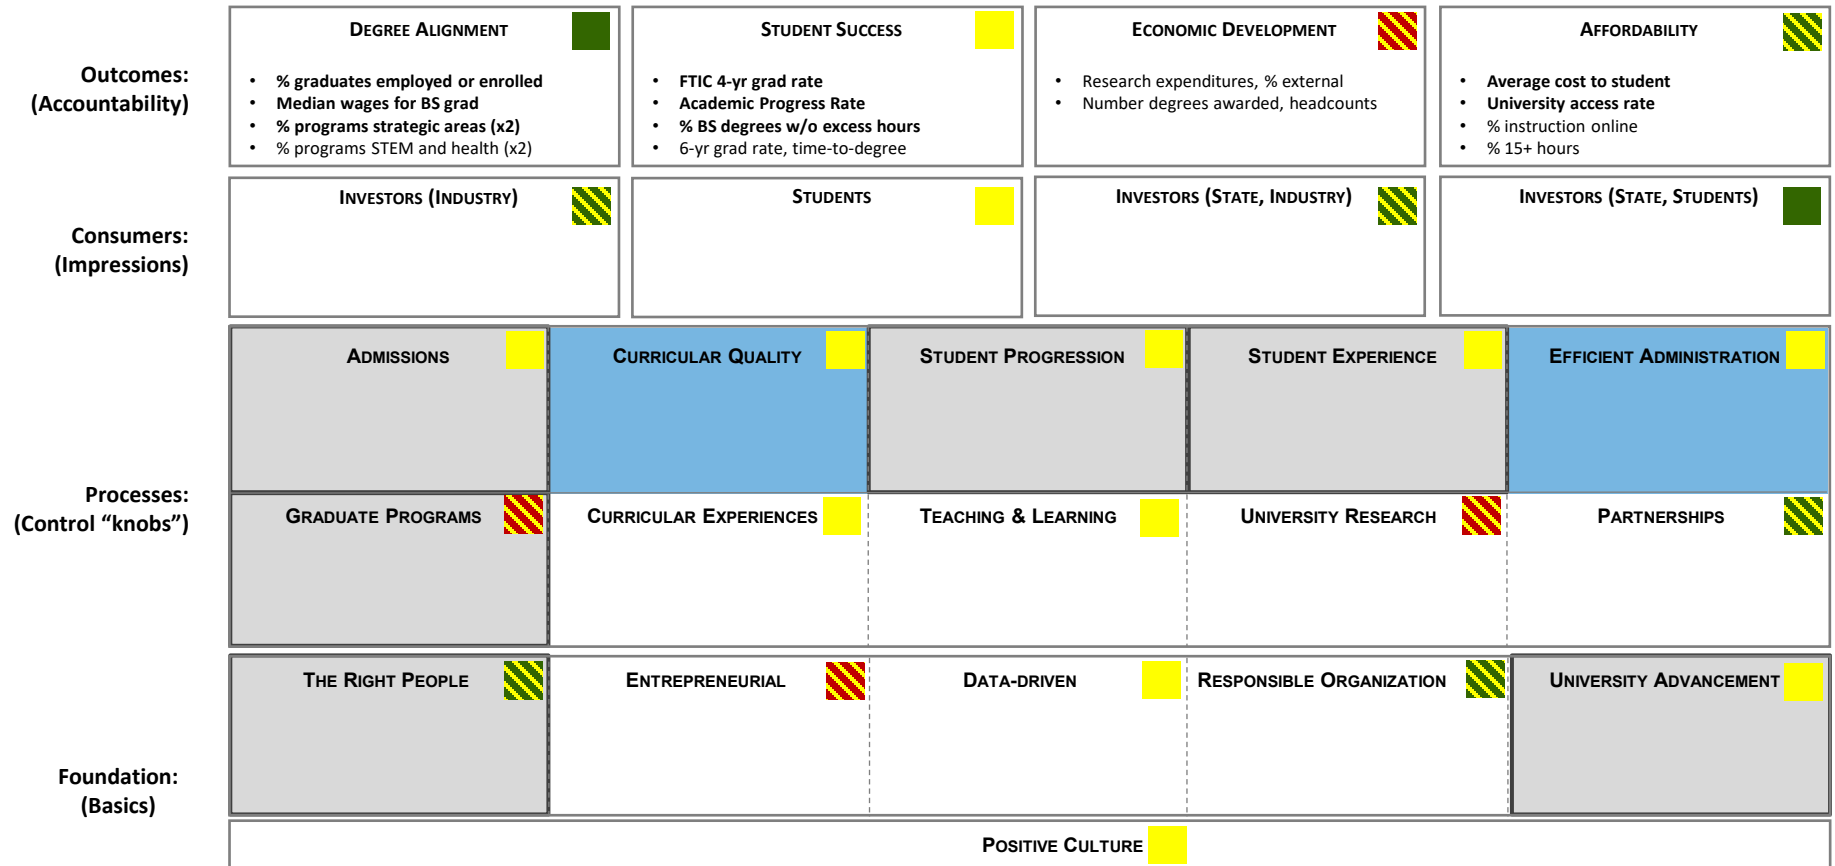 Outcomes:
(Accountability)
DEGREE ALIGNMENT
• % graduates employed or enrolled
• Median wages for BS grad
• % programs strategic areas (x2)
• % programs STEM and health (x2)
STUDENT SUCCESS
• FTIC 4-yr grad rate
• Academic Progress Rate
• % BS degrees w/o excess hours
• 6-yr grad rate, time-to-degree
ECONOMIC DEVELOPMENT
• Research expenditures, % external
• Number degrees awarded, headcounts
AFFORDABILITY
• Average cost to student
• University access rate
• % instruction online
• % 15+ hours
Consumers:
(Impressions)
INVESTORS (INDUSTRY)
STUDENTS
INVESTORS (STATE, INDUSTRY)
INVESTORS (STATE, STUDENTS)
Processes:
(Control “knobs”)
ADMISSIONS
CURRICULAR QUALITY
STUDENT PROGRESSION
STUDENT EXPERIENCE
EFFICIENT ADMINISTRATION
GRADUATE PROGRAMS
CURRICULAR EXPERIENCES
TEACHING & LEARNING
UNIVERSITY RESEARCH
PARTNERSHIPS
Foundation:
(Basics)
THE RIGHT PEOPLE
ENTREPRENEURIAL
DATA-DRIVEN
RESPONSIBLE ORGANIZATION
UNIVERSITY ADVANCEMENT
POSITIVE CULTURE